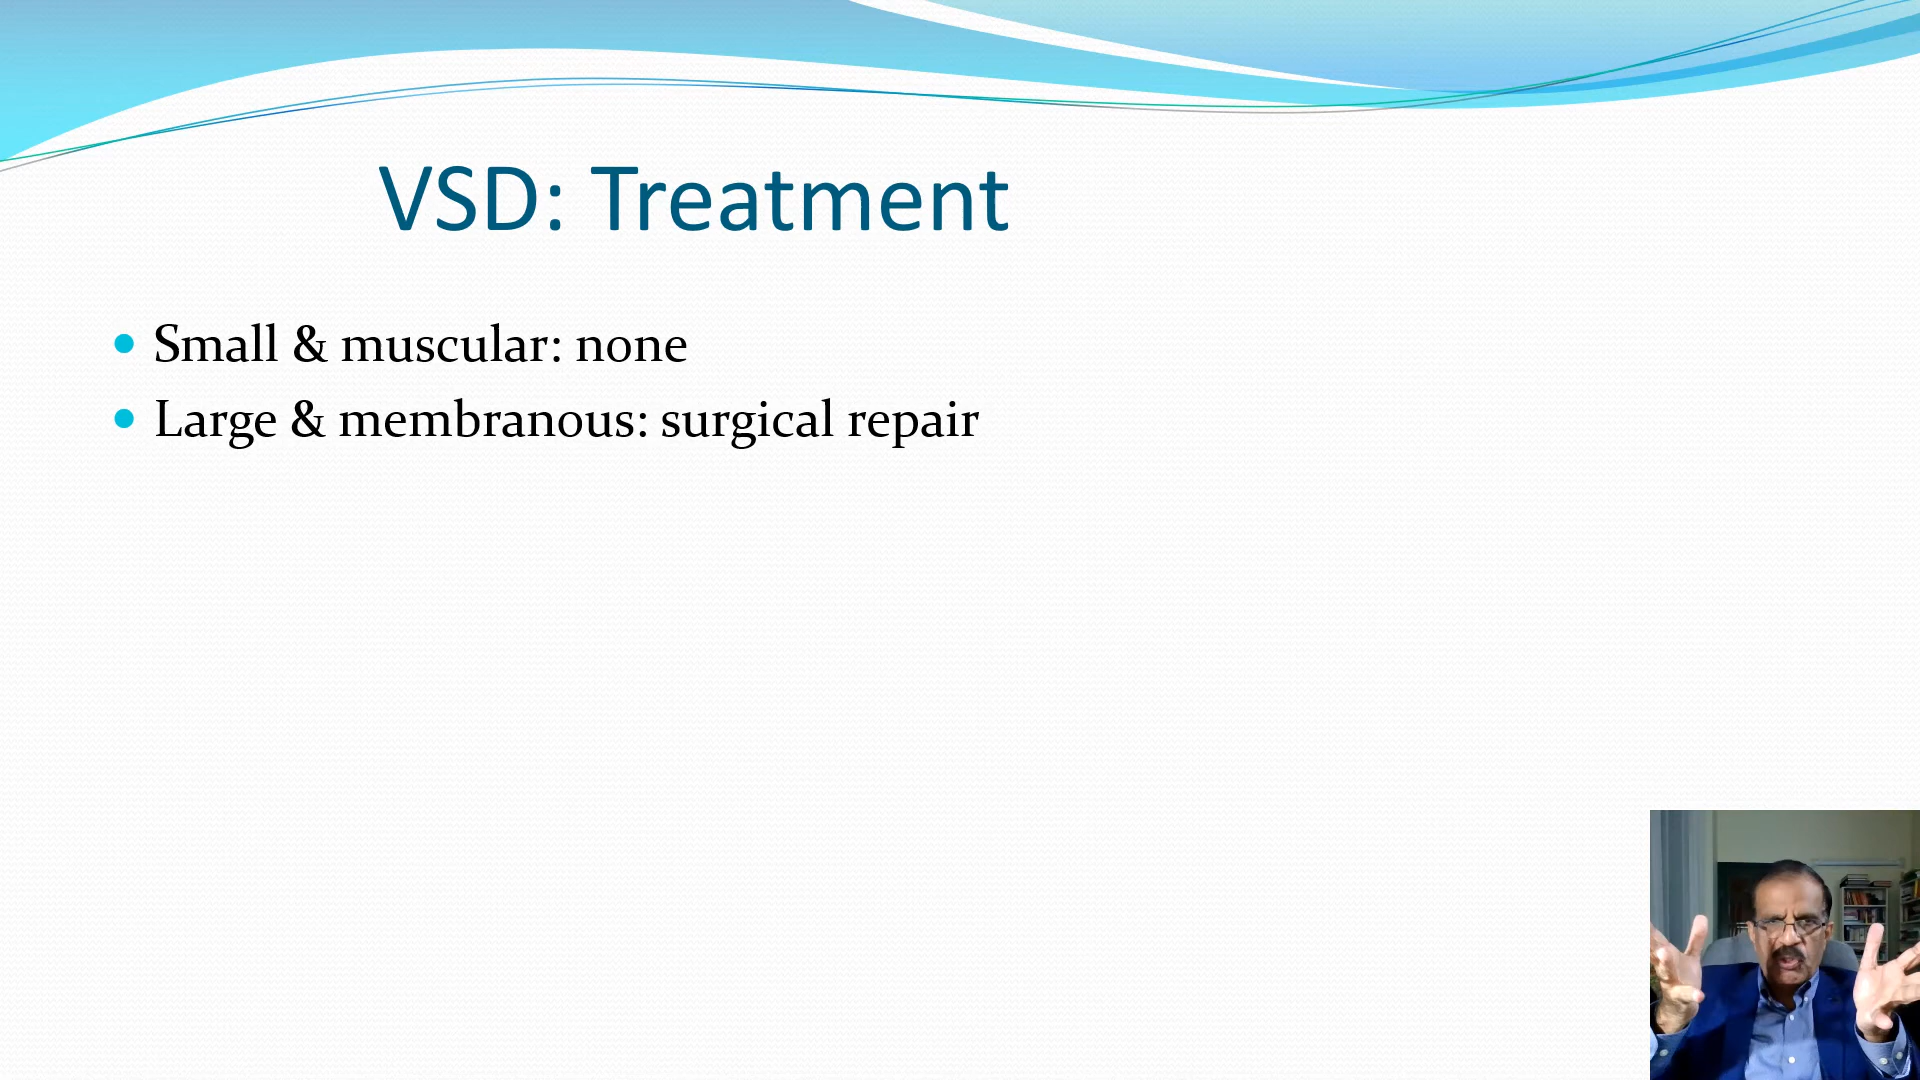 VSD: Treatment
Small & muscular: none
Large & membranous: surgical repair